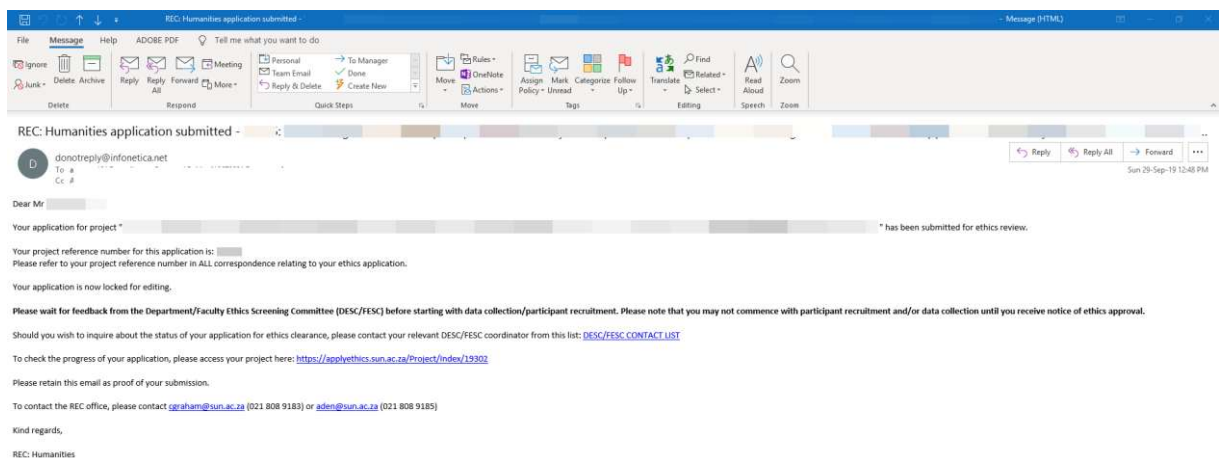 REC: Humanities application submitted - - Message (HTML)
File Message Help ADOBE PDF Tell me what you want to do
Ignore
Junk
Delete Archive
Delete
Reply Reply All Forward
Meeting
More
Respond
Personal
Team Email
Reply & Delete
To Manager
Done
Create New
Quick Steps
Move
Rules
OneNote
Actions
Move
Assign Policy Mark Unread Categorize Follow Up
Tags
Translate
Find
Related
Select
Editing
Read Aloud
Speech
Zoom
Zoom
REC: Humanities application submitted -
D
donotreply@infonetica.net
To
Cc
Reply Reply All Forward ...
Sun 29-Sep-19 12:48 PM
Dear Mr
Your application for project " " has been submitted for ethics review.
Your project reference number for this application is:
Please refer to your project reference number in ALL correspondence relating to your ethics application.
Your application is now locked for editing.
Please wait for feedback from the Department/Faculty Ethics Screening Committee (DESC/FESC) before starting with data collection/participant recruitment. Please note that you may not commence with participant recruitment and/or data collection until you receive notice of ethics approval.
Should you wish to inquire about the status of your application for ethics clearance, please contact your relevant DESC/FESC coordinator from this list: DESC/FESC CONTACT LIST
To check the progress of your application, please access your project here: https://applyethics.sun.ac.za/Project/Index/19302
Please retain this email as proof of your submission.
To contact the REC office, please contact cgraham@sun.ac.za (021 808 9183) or aden@sun.ac.za (021 808 9185)
Kind regards,
REC: Humanities